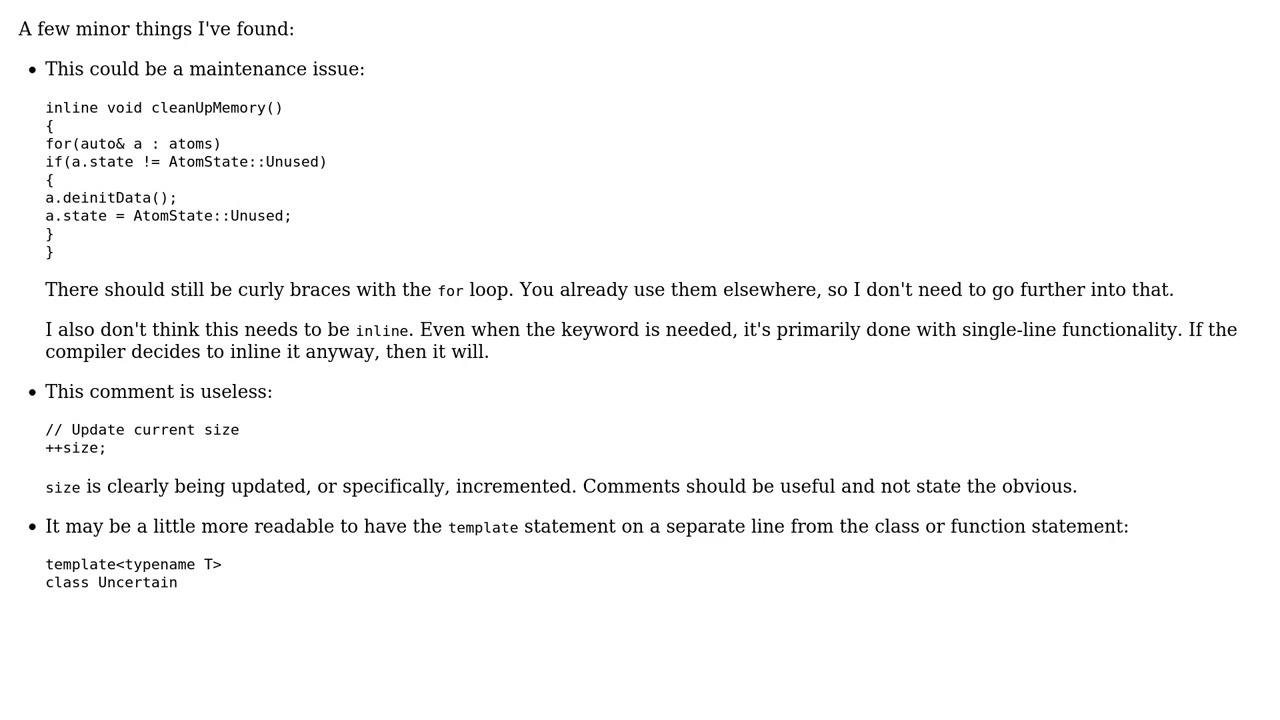 A few minor things I've found:
• This could be a maintenance issue:
inline void cleanUpMemory()
{
for(auto& a : atoms)
if(a.state != AtomState::Unused)
{
a.deinitData();
a.state = AtomState::Unused;
}
}
There should still be curly braces with the for loop. You already use them elsewhere, so I don't need to go further into that.
I also don't think this needs to be inline. Even when the keyword is needed, it's primarily done with single-line functionality. If the
compiler decides to inline it anyway, then it will.
• This comment is useless:
// Update current size
++size;
size is clearly being updated, or specifically, incremented. Comments should be useful and not state the obvious.
• It may be a little more readable to have the template statement on a separate line from the class or function statement:
template<typename T>
class Uncertain